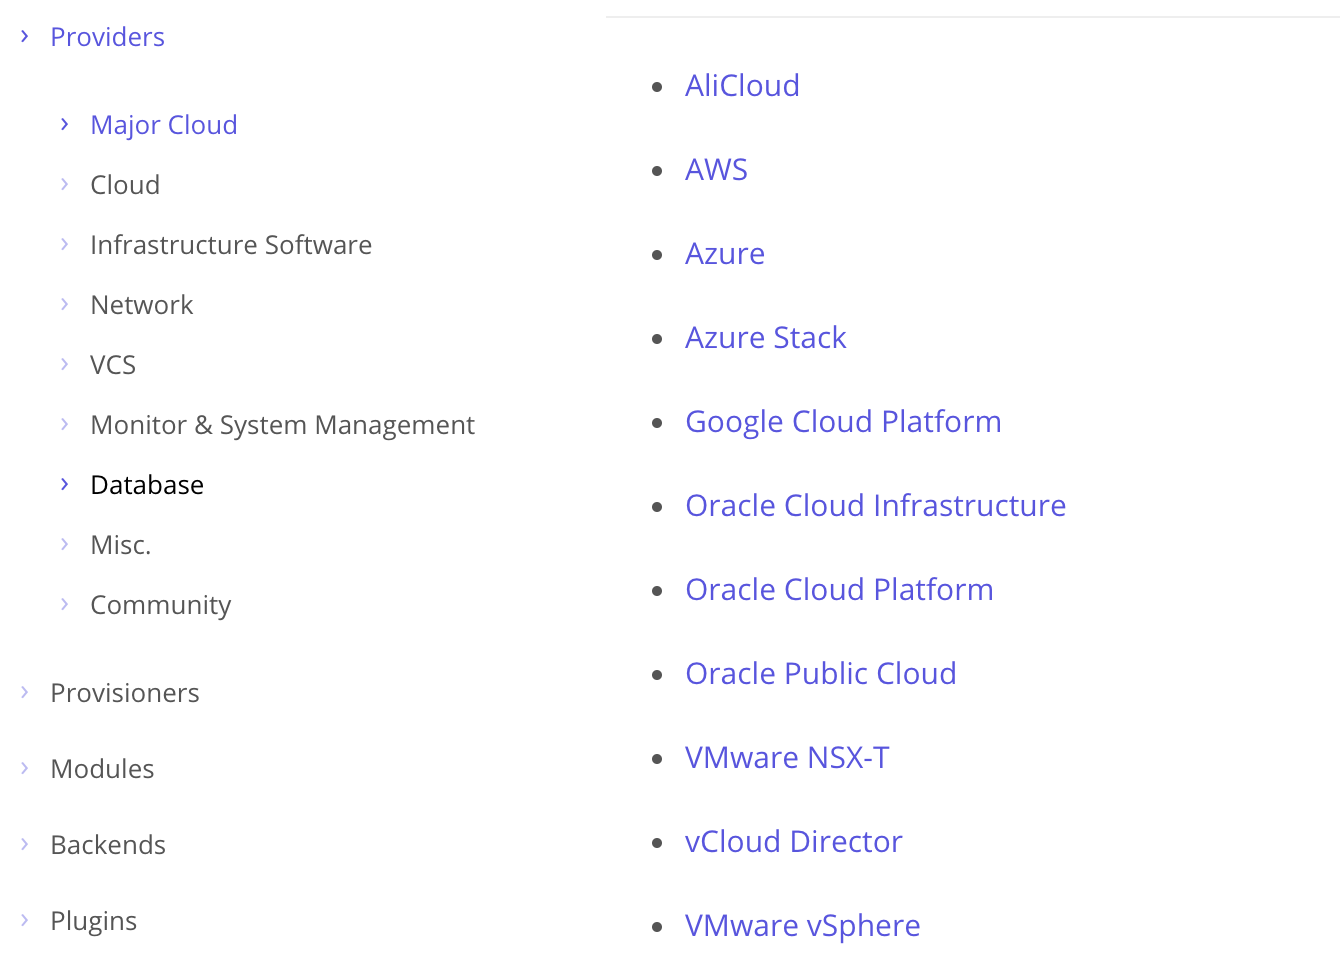 Providers
Major Cloud
Cloud
Infrastructure Software
Network
VCS
Monitor & System Management
Database
Misc.
Community
Provisioners
Modules
Backends
Plugins
AliCloud
AWS
Azure
Azure Stack
Google Cloud Platform
Oracle Cloud Infrastructure
Oracle Cloud Platform
Oracle Public Cloud
VMware NSX-T
vCloud Director
VMware vSphere